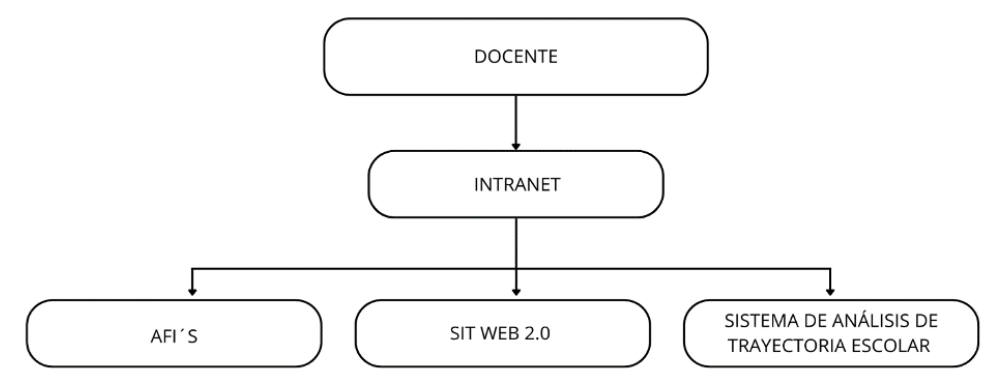 DOCENTE
INTRANET
AFI´S
SIT WEB 2.0
SISTEMA DE ANÁLISIS DE
TRAYECTORIA ESCOLAR